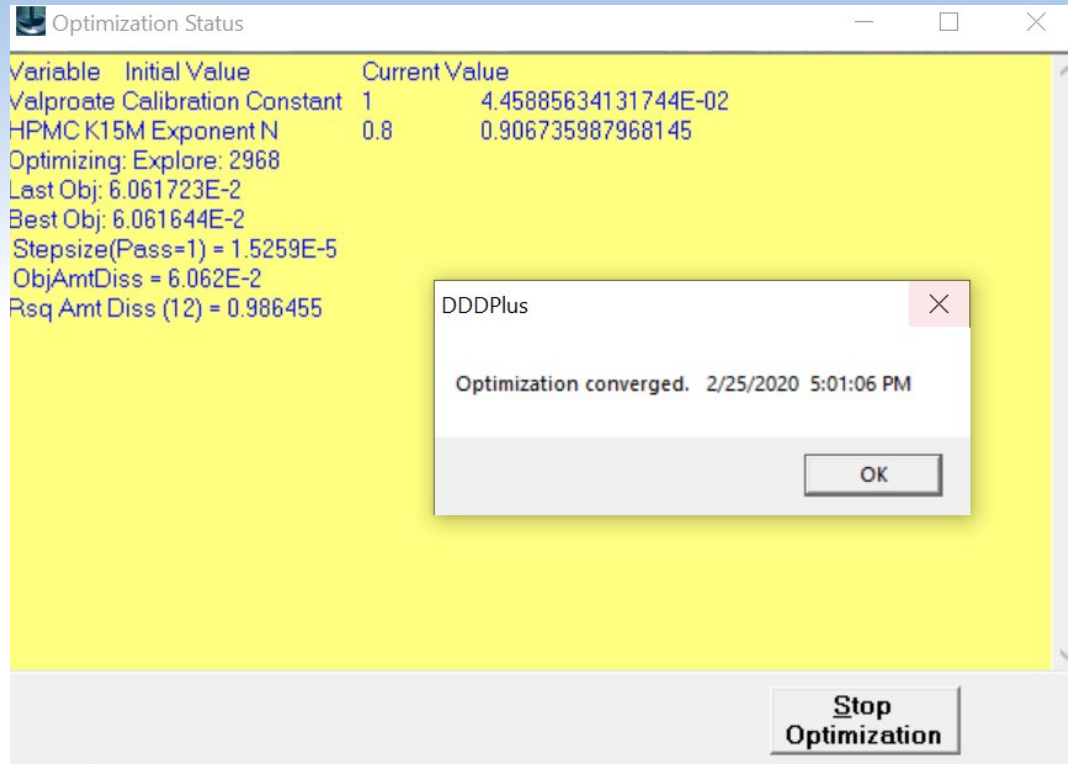 Optimization Status
Variable Initial Value Current Value
Valproate Calibration Constant 1 4.45885634131744E-02
HPMC K15M Exponent N 0.8 0.906735987968145
Optimizing: Explore: 2968
Last Obj: 6.061723E-2
Best Obj: 6.061644E-2
Stepsize(Pass=1) = 1.5259E-5
ObjAmtDiss = 6.062E-2
Rsq Amt Diss (12) = 0.986455
DDDPlus
Optimization converged. 2/25/2020 5:01:06 PM
OK
Stop
Optimization